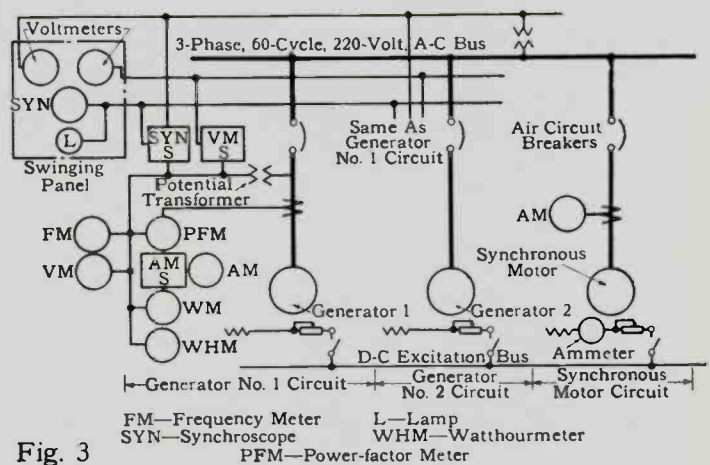 Voltmeters
3-Phase, 60-Cycle, 220-Volt, A-C Bus
SYN
L
Swinging
Panel
SYN
S
VM
S
Potential
Transformer
Same As
Generator
No. 1 Circuit
Air Circuit
Breakers
FM
PFM
VM
AM
S
AM
WM
WHM
AM
Synchronous
Motor
Generator 1
Generator 2
Ammeter
D-C Excitation Bus
Generator No. 1 Circuit
Generator
No. 2 Circuit
Synchronous
Motor Circuit
FM—Frequency Meter
L—Lamp
SYN—Synchroscope
WHM—Watthourmeter
PFM—Power-factor Meter
Fig. 3